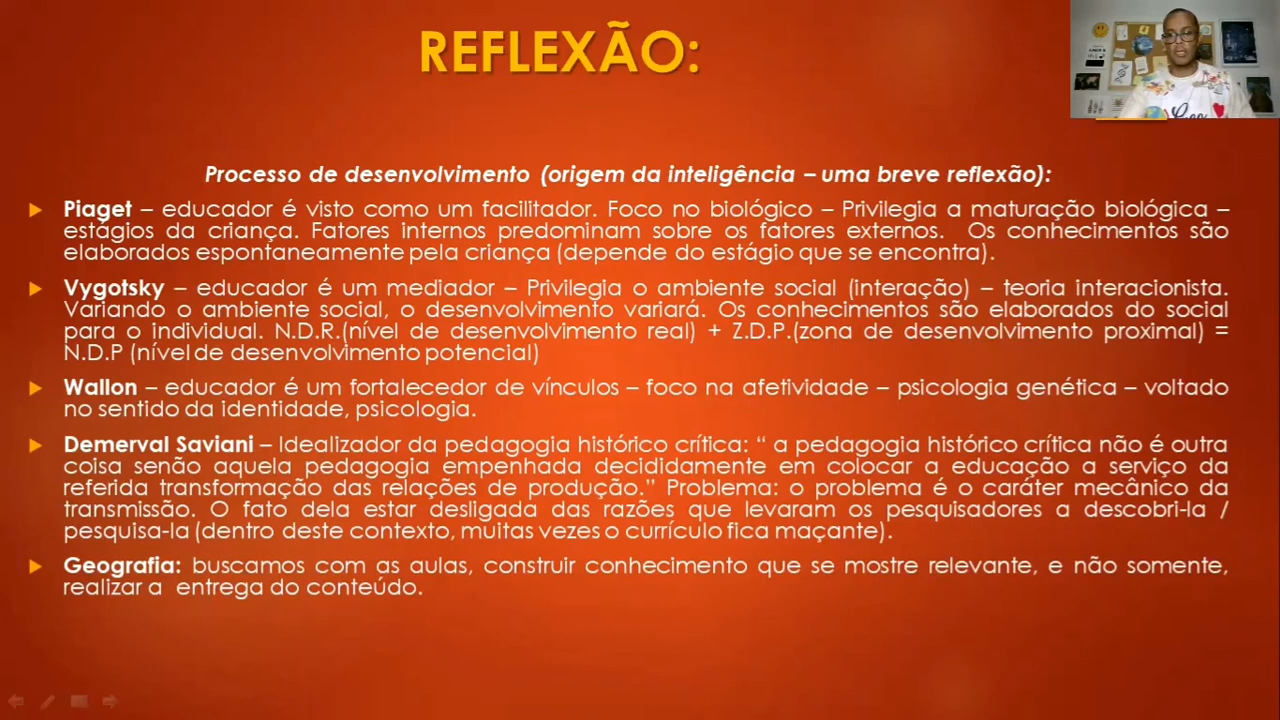 REFLEXÃO:
Processo de desenvolvimento (origem da inteligência – uma breve reflexão):
Piaget – educador é visto como um facilitador. Foco no biológico – Privilegia a maturação biológica –
estágios da criança. Fatores internos predominam sobre os fatores externos. Os conhecimentos são
elaborados espontaneamente pela criança (depende do estágio que se encontra).
Vygotsky – educador é um mediador – Privilegia o ambiente social (interação) – teoria interacionista.
Variando o ambiente social, o desenvolvimento variará. Os conhecimentos são elaborados do social
para o individual. N.D.R.(nível de desenvolvimento real) + Z.D.P.(zona de desenvolvimento proximal) =
N.D.P (nível de desenvolvimento potencial)
Wallon – educador é um fortalecedor de vínculos – foco na afetividade – psicologia genética – voltado
no sentido da identidade, psicologia.
Demerval Saviani – Idealizador da pedagogia histórico crítica: “ a pedagogia histórico crítica não é outra
coisa senão aquela pedagogia empenhada decididamente em colocar a educação a serviço da
referida transformação das relações de produção.” Problema: o problema é o caráter mecânico da
transmissão. O fato dela estar desligada das razões que levaram os pesquisadores a descobri-la /
pesquisa-la (dentro deste contexto, muitas vezes o currículo fica maçante).
Geografia: buscamos com as aulas, construir conhecimento que se mostre relevante, e não somente,
realizar a entrega do conteúdo.